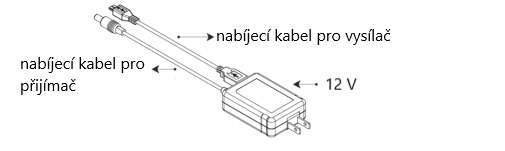 nabíjecí kabel pro vysílač
nabíjecí kabel pro
přijímač
12 V